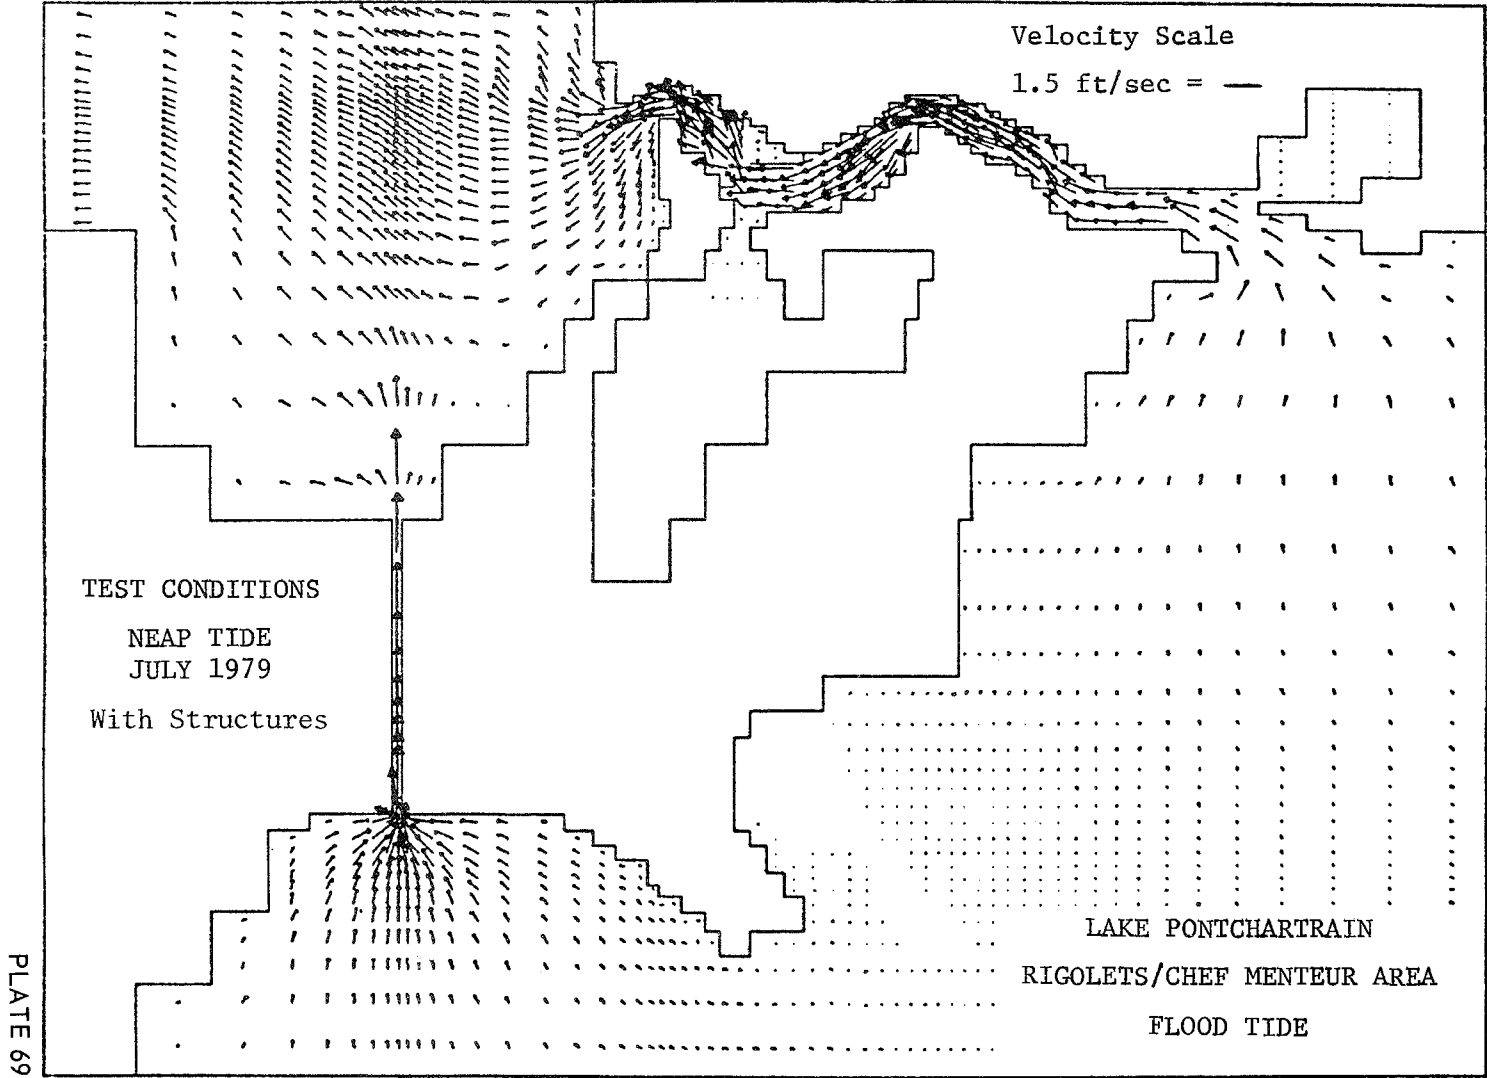 Velocity Scale
1.5 ft/sec =
TEST CONDITIONS
NEAP TIDE
JULY 1979
With Structures
LAKE PONTCHARTRAIN
RIGOLETS/CHEF MENTEUR AREA
FLOOD TIDE
PLATE 69